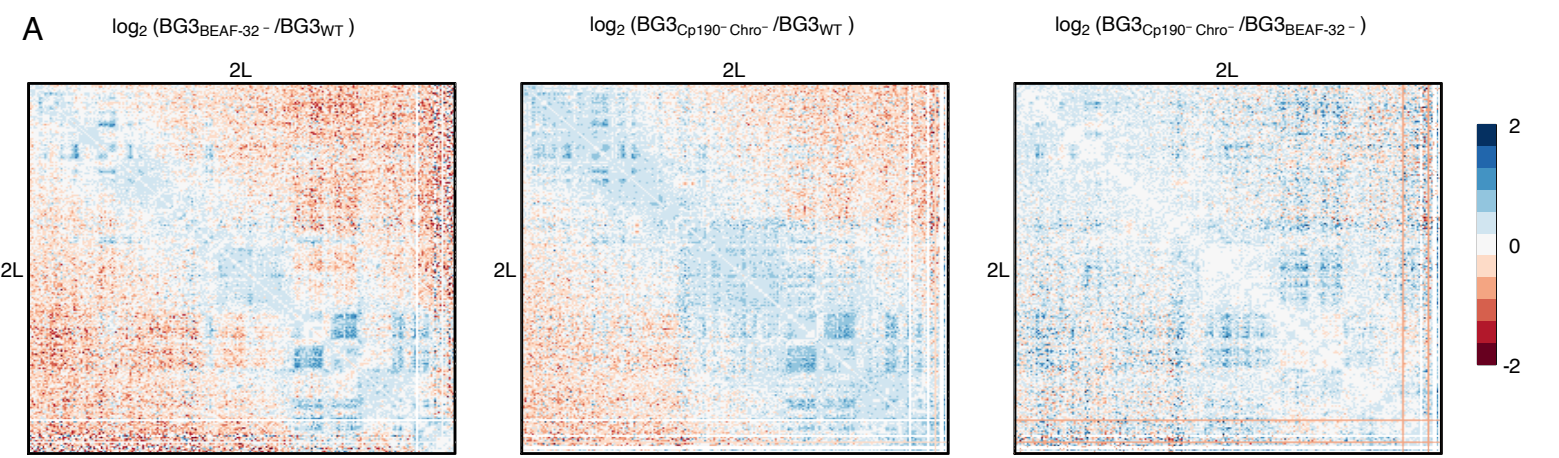 A
log₂ (BG3BEAF-32 − /BG3WT )
log₂ (BG3Cp190− Chro− /BG3WT )
log₂ (BG3Cp190− Chro− /BG3BEAF-32 − )
2L
2L
2L
2L
2L
2L
2
0
-2